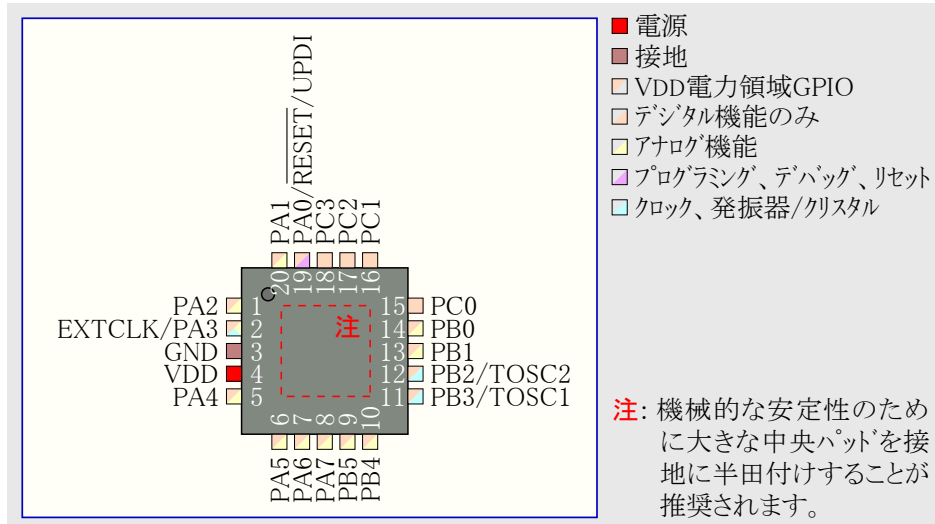 PA1
PA0/RESET/UPDI
PC3
PC2
PC1
20
19
18
17
16
PA2
EXTCLK/PA3
GND
VDD
PA4
1
2
3
4
5
注
15
14
13
12
11
PC0
PB0
PB1
PB2/TOSC2
PB3/TOSC1
6
7
8
9
10
PA5
PA6
PA7
PB5
PB4
電源
接地
VDD電力領域GPIO
ﾃﾞｼﾞﾀﾙ機能のみ
ｱﾅﾛｸﾞ機能
ﾌﾟﾛｸﾞﾗﾐﾝｸﾞ、ﾃﾞﾊﾞｯｸﾞ、ﾘｾｯﾄ
ｸﾛｯｸ、発振器/ｸﾘｽﾀﾙ
注: 機械的な安定性のため
に大きな中央ﾊﾟｯﾄﾞを接
地に半田付けすることが
推奨されます。